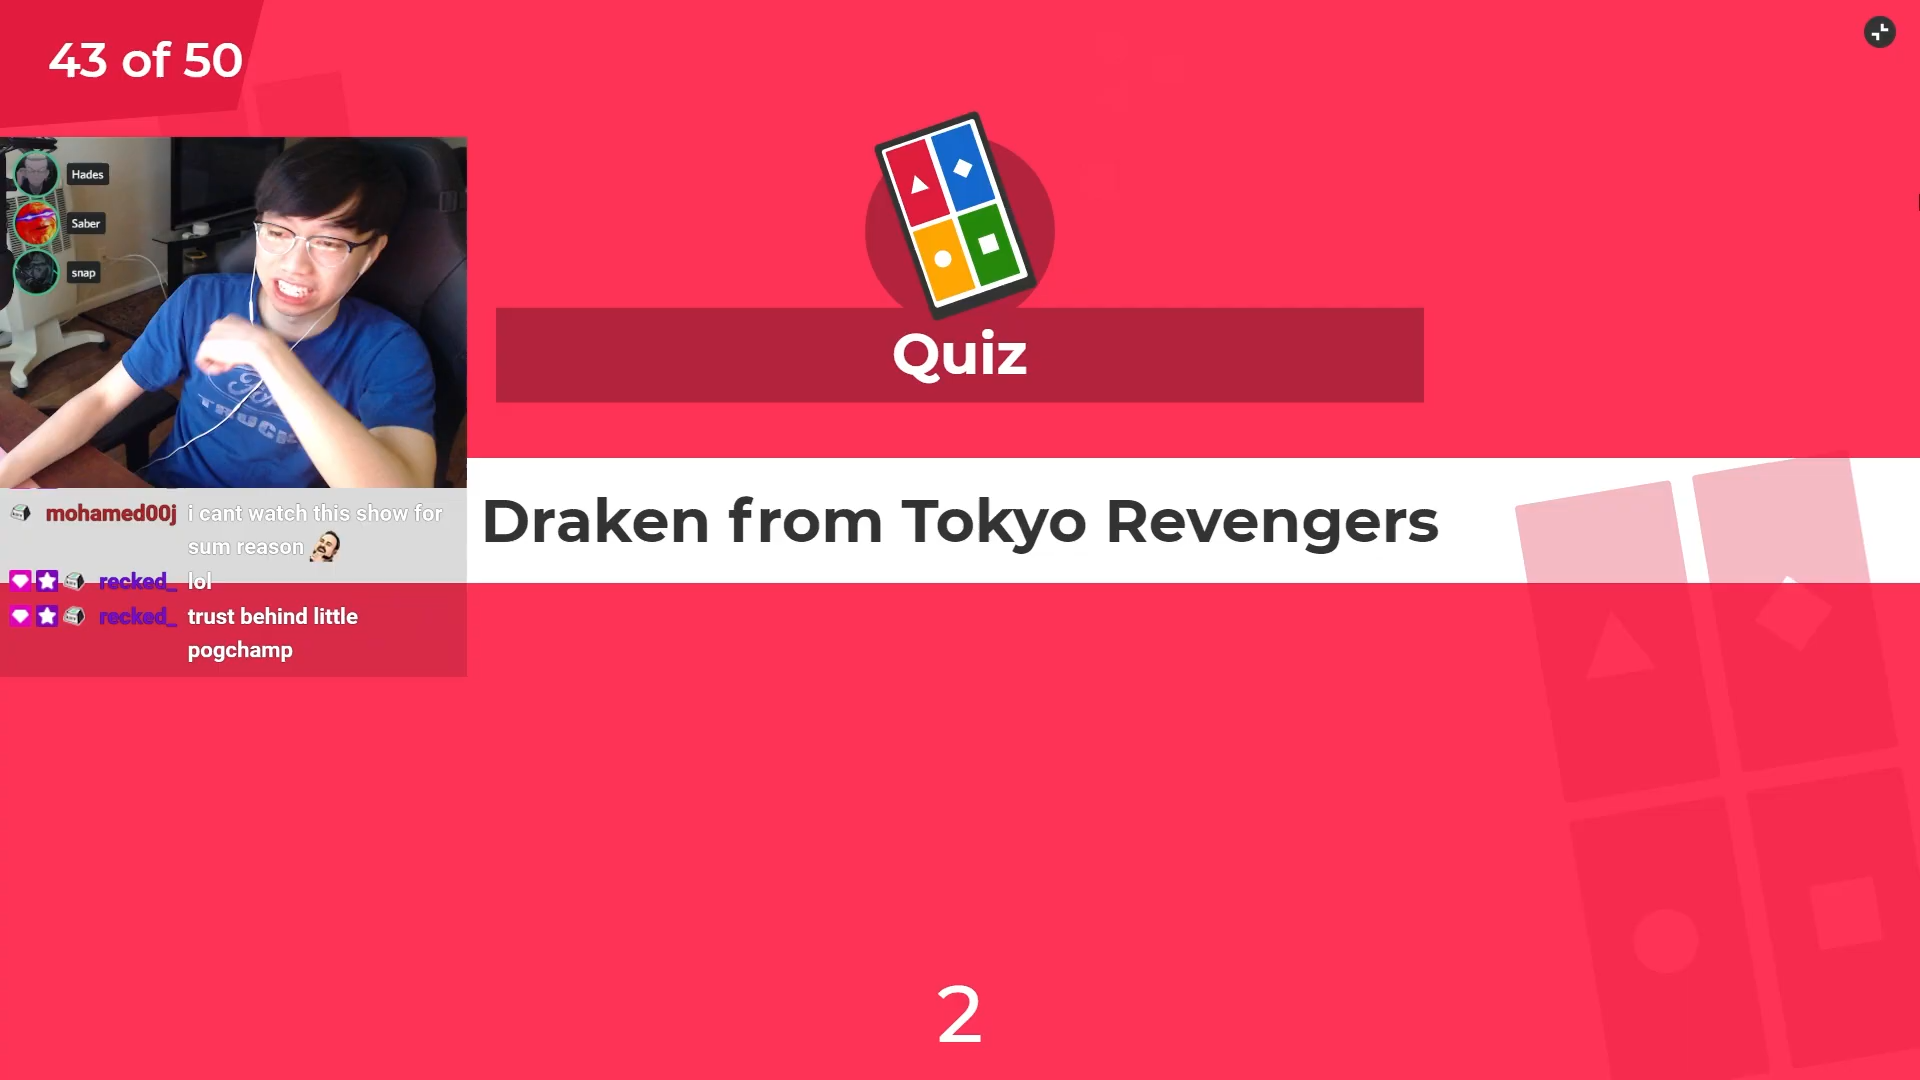 43 of 50
Hades
Saber
snap
Quiz
Draken from Tokyo Revengers
mohamed00j i cant watch this show for
sum reason
recked_ lol
recked_ trust behind little
pogchamp
2